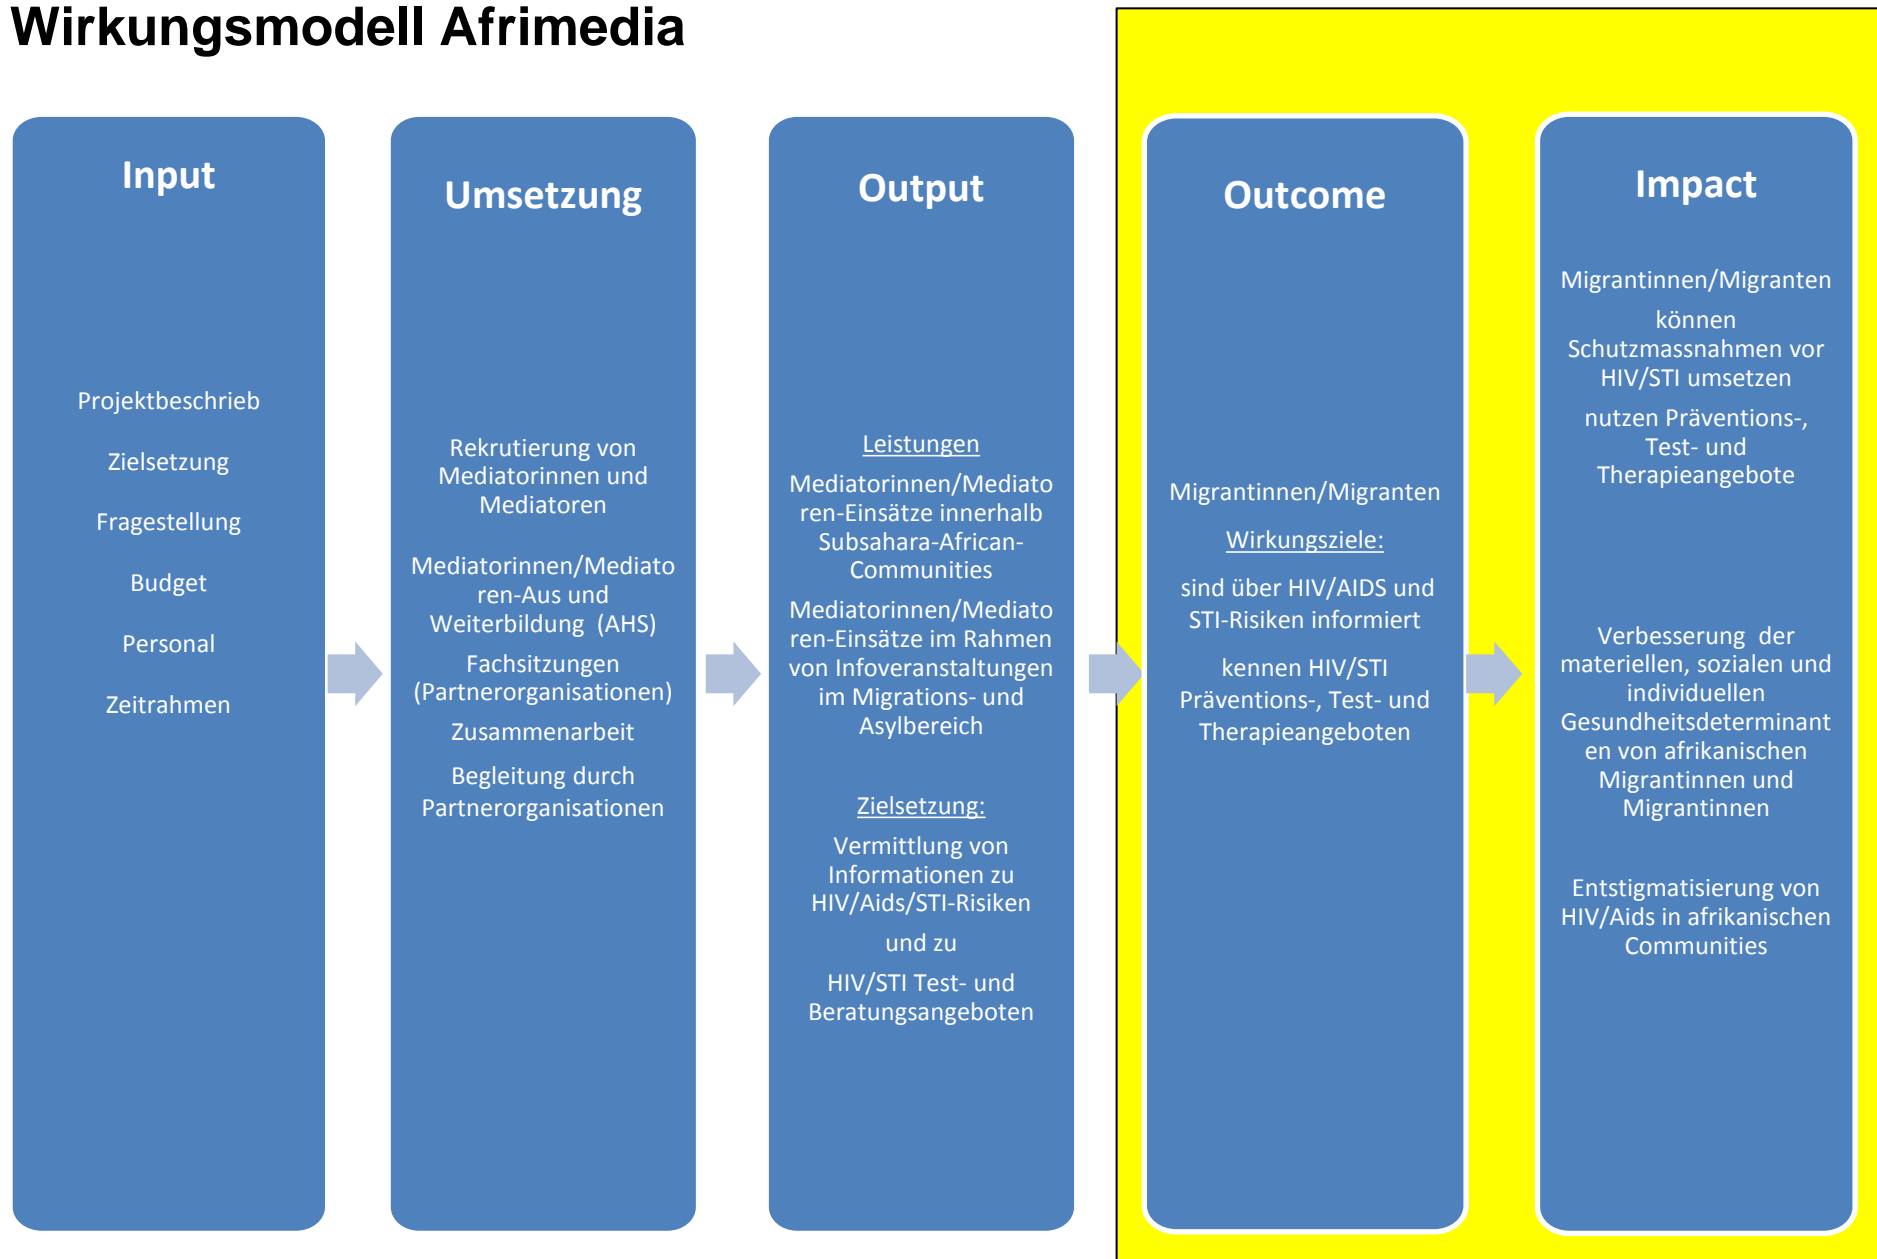 Wirkungsmodell Afrimedia
Input
Projektbeschrieb
Zielsetzung
Fragestellung
Budget
Personal
Zeitrahmen
Umsetzung
Rekrutierung von
Mediatorinnen und
Mediatoren
Mediatorinnen/Mediato
ren-Aus und
Weiterbildung (AHS)
Fachsitzungen
(Partnerorganisationen)
Zusammenarbeit
Begleitung durch
Partnerorganisationen
Output
Leistungen
Mediatorinnen/Mediato
ren-Einsätze innerhalb
Subsahara-African-
Communities
Mediatorinnen/Mediato
ren-Einsätze im Rahmen
von Infoveranstaltungen
im Migrations- und
Asylbereich
Zielsetzung:
Vermittlung von
Informationen zu
HIV/Aids/STI-Risiken
und zu
HIV/STI Test- und
Beratungsangeboten
Outcome
Migrantinnen/Migranten
Wirkungsziele:
sind über HIV/AIDS und
STI-Risiken informiert
kennen HIV/STI
Präventions-, Test- und
Therapieangeboten
Impact
Migrantinnen/Migranten
können
Schutzmassnahmen vor
HIV/STI umsetzen
nutzen Präventions-,
Test- und
Therapieangebote
Verbesserung der
materiellen, sozialen und
individuellen
Gesundheitsdeterminant
en von afrikanischen
Migrantinnen und
Migrantinnen
Entstigmatisierung von
HIV/Aids in afrikanischen
Communities